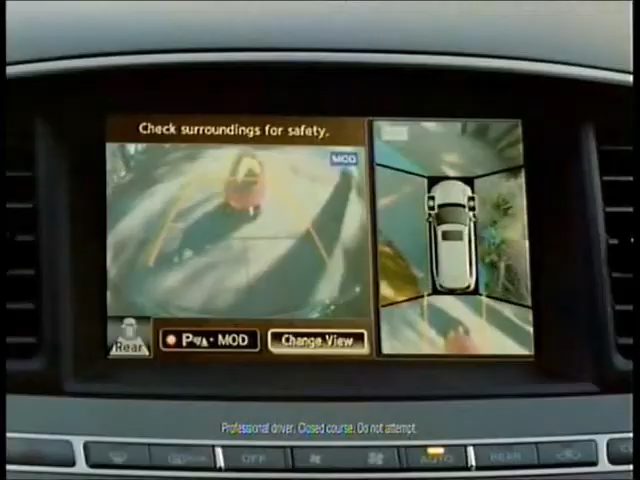 Check surroundings for safety.
MOD
Rear
P MOD
Change View
Professional driver. Closed course. Do not attempt.
OFF
AUTO
REAR